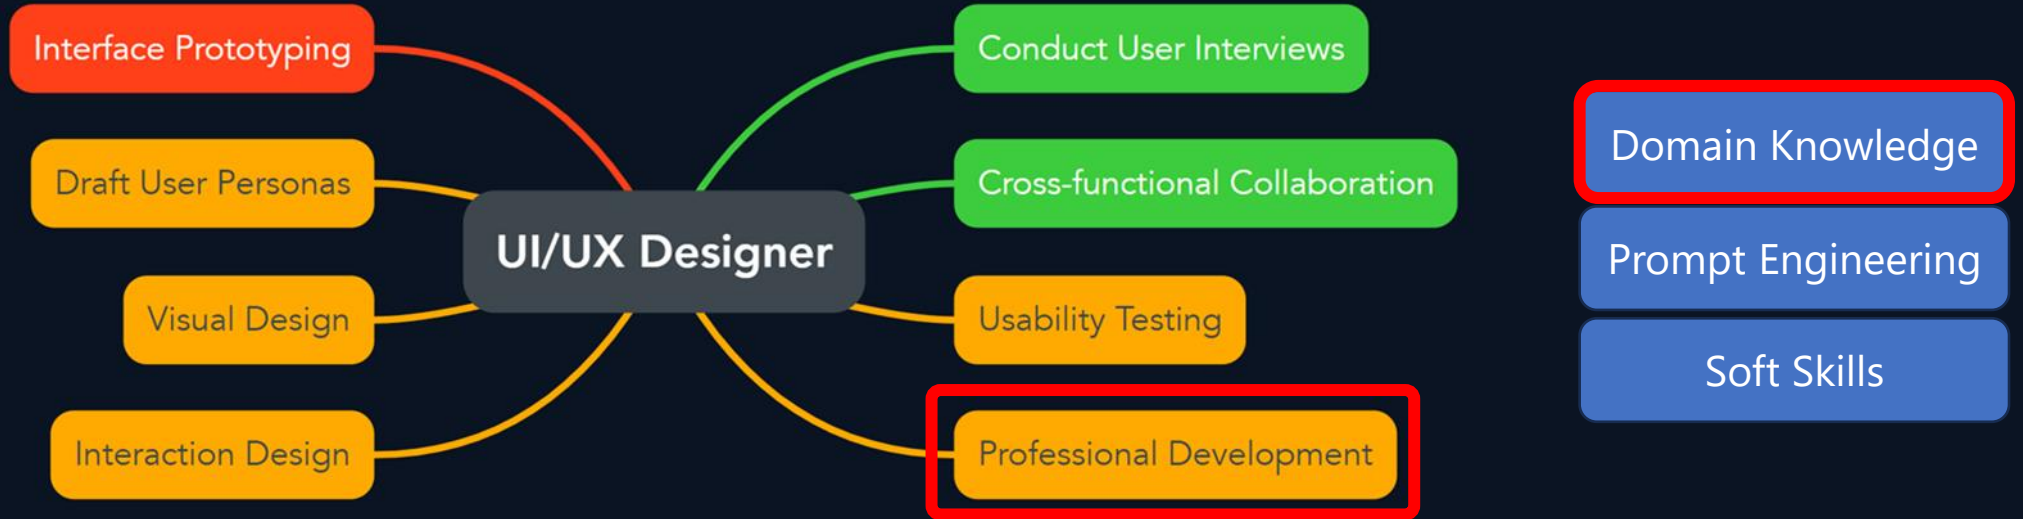 Interface Prototyping
Draft User Personas
Visual Design
Interaction Design
UI/UX Designer
Conduct User Interviews
Cross-functional Collaboration
Usability Testing
Professional Development
Domain Knowledge
Prompt Engineering
Soft Skills